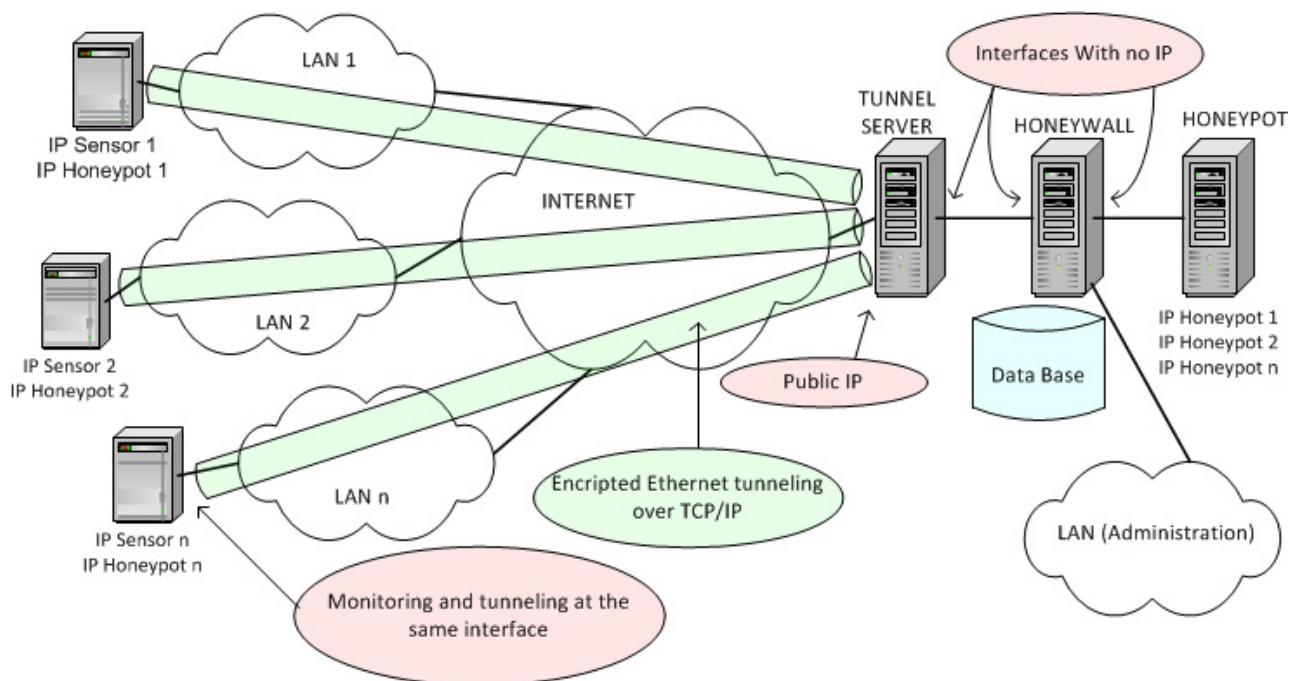 LAN 1
Interfaces With no IP
TUNNEL
SERVER
HONEYWALL
HONEYPOT
IP Sensor 1
IP Honeypot 1
INTERNET
LAN 2
IP Sensor 2
IP Honeypot 2
IP Honeypot 1
IP Honeypot 2
IP Honeypot n
Public IP
Data Base
LAN n
Encripted Ethernet tunneling
over TCP/IP
IP Sensor n
IP Honeypot n
LAN (Administration)
Monitoring and tunneling at the
same interface